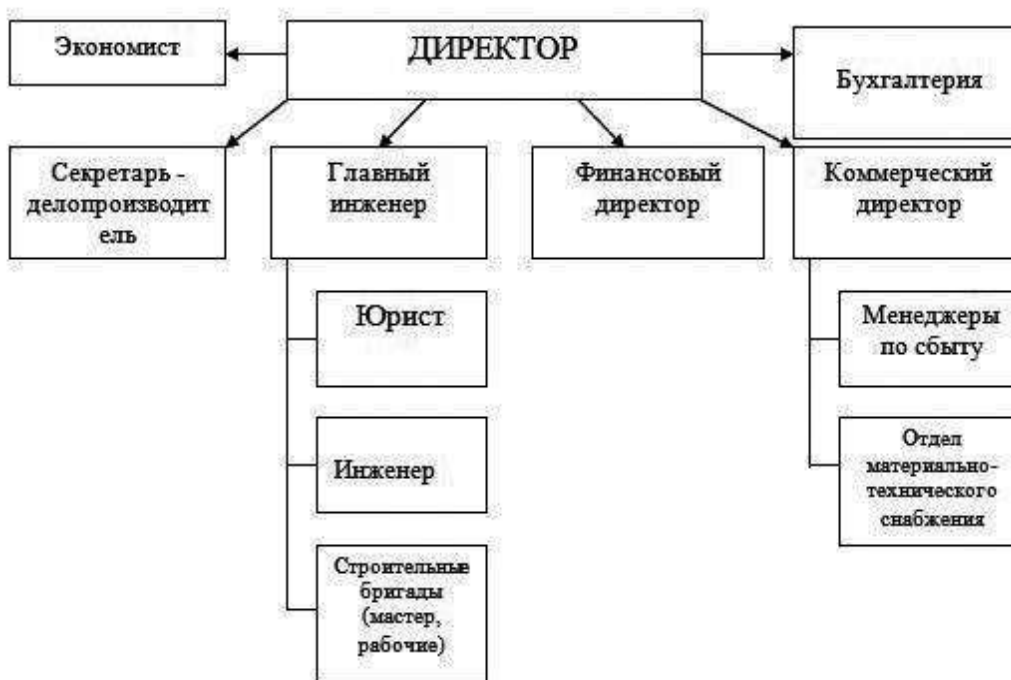 Экономист
ДИРЕКТОР
Бухгалтерия
Секретарь -
делопроизводит
ель
Главный
инженер
Финансовый
директор
Коммерческий
директор
Юрист
Менеджеры
по сбыту
Инженер
Отдел
материально-
технического
снабжения
Строительные
бригады
(мастер,
рабочие)